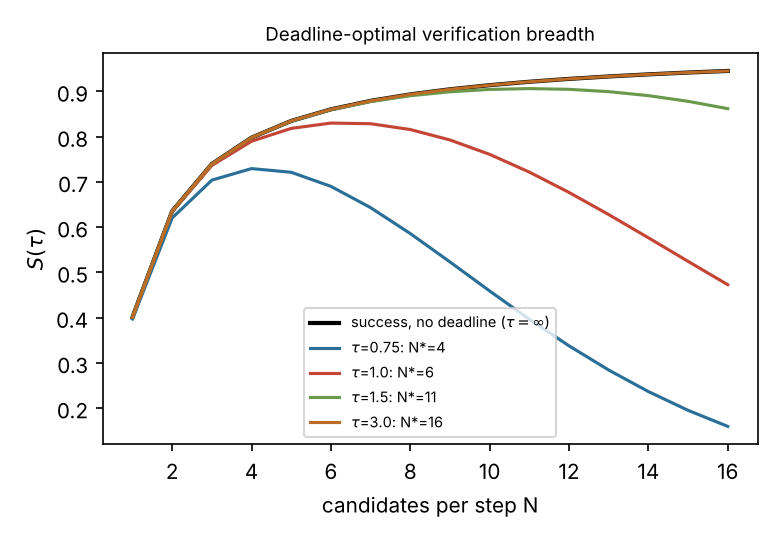 Deadline-optimal verification breadth
S(τ)
0.9
0.8
0.7
0.6
0.5
0.4
0.3
0.2
success, no deadline (τ = ∞)
τ=0.75: N*=4
τ=1.0: N*=6
τ=1.5: N*=11
τ=3.0: N*=16
2 4 6 8 10 12 14 16
candidates per step N